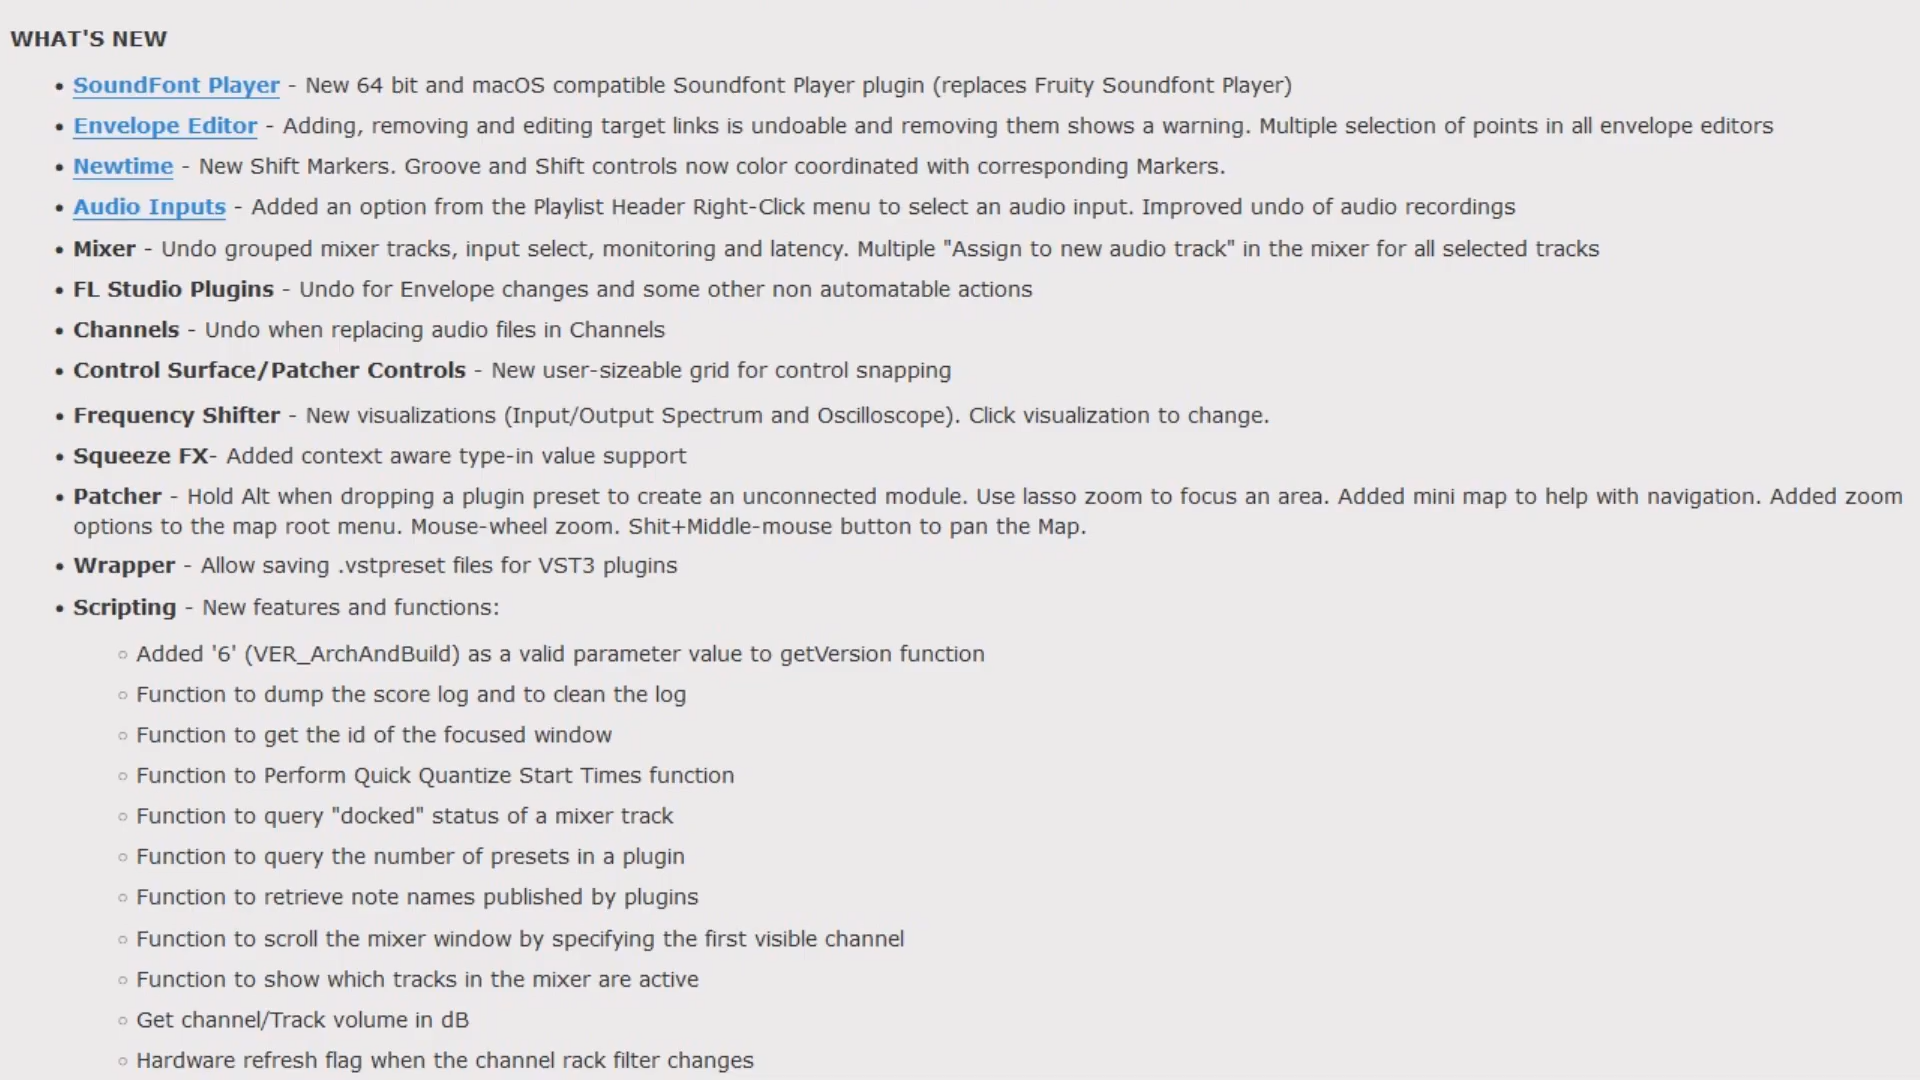 WHAT'S NEW
• SoundFont Player - New 64 bit and macOS compatible Soundfont Player plugin (replaces Fruity Soundfont Player)
• Envelope Editor - Adding, removing and editing target links is undoable and removing them shows a warning. Multiple selection of points in all envelope editors
• Newtime - New Shift Markers. Groove and Shift controls now color coordinated with corresponding Markers.
• Audio Inputs - Added an option from the Playlist Header Right-Click menu to select an audio input. Improved undo of audio recordings
• Mixer - Undo grouped mixer tracks, input select, monitoring and latency. Multiple "Assign to new audio track" in the mixer for all selected tracks
• FL Studio Plugins - Undo for Envelope changes and some other non automatable actions
• Channels - Undo when replacing audio files in Channels
• Control Surface/Patcher Controls - New user-sizeable grid for control snapping
• Frequency Shifter - New visualizations (Input/Output Spectrum and Oscilloscope). Click visualization to change.
• Squeeze FX- Added context aware type-in value support
• Patcher - Hold Alt when dropping a plugin preset to create an unconnected module. Use lasso zoom to focus an area. Added mini map to help with navigation. Added zoom
options to the map root menu. Mouse-wheel zoom. Shit+Middle-mouse button to pan the Map.
• Wrapper - Allow saving .vstpreset files for VST3 plugins
• Scripting - New features and functions:
○ Added '6' (VER_ArchAndBuild) as a valid parameter value to getVersion function
○ Function to dump the score log and to clean the log
○ Function to get the id of the focused window
○ Function to Perform Quick Quantize Start Times function
○ Function to query "docked" status of a mixer track
○ Function to query the number of presets in a plugin
○ Function to retrieve note names published by plugins
○ Function to scroll the mixer window by specifying the first visible channel
○ Function to show which tracks in the mixer are active
○ Get channel/Track volume in dB
○ Hardware refresh flag when the channel rack filter changes